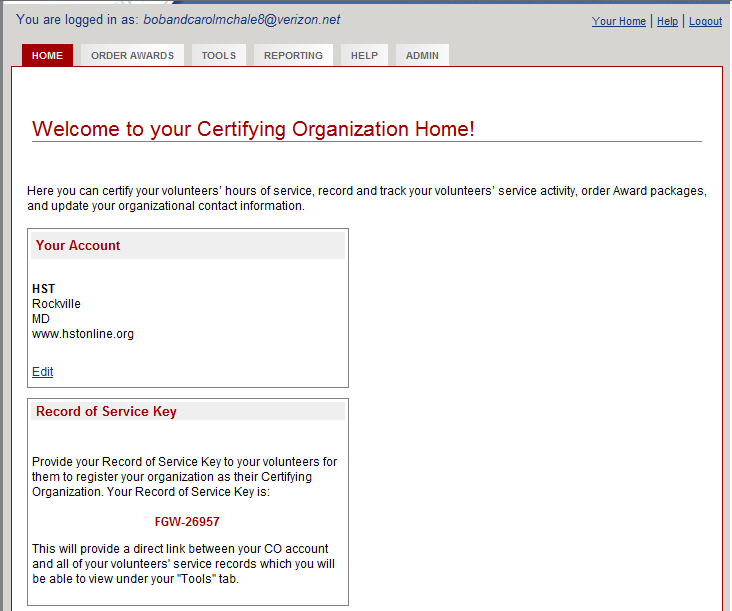 You are logged in as: bobandcarolmchale8@verizon.net
Your Home | Help | Logout
HOME ORDER AWARDS TOOLS REPORTING HELP ADMIN
Welcome to your Certifying Organization Home!
Here you can certify your volunteers' hours of service, record and track your volunteers' service activity, order Award packages,
and update your organizational contact information.
Your Account
HST
Rockville
MD
www.hstonline.org
Edit
Record of Service Key
Provide your Record of Service Key to your volunteers for
them to register your organization as their Certifying
Organization. Your Record of Service Key is:
FGW-26957
This will provide a direct link between your CO account
and all of your volunteers' service records which you will
be able to view under your "Tools" tab.